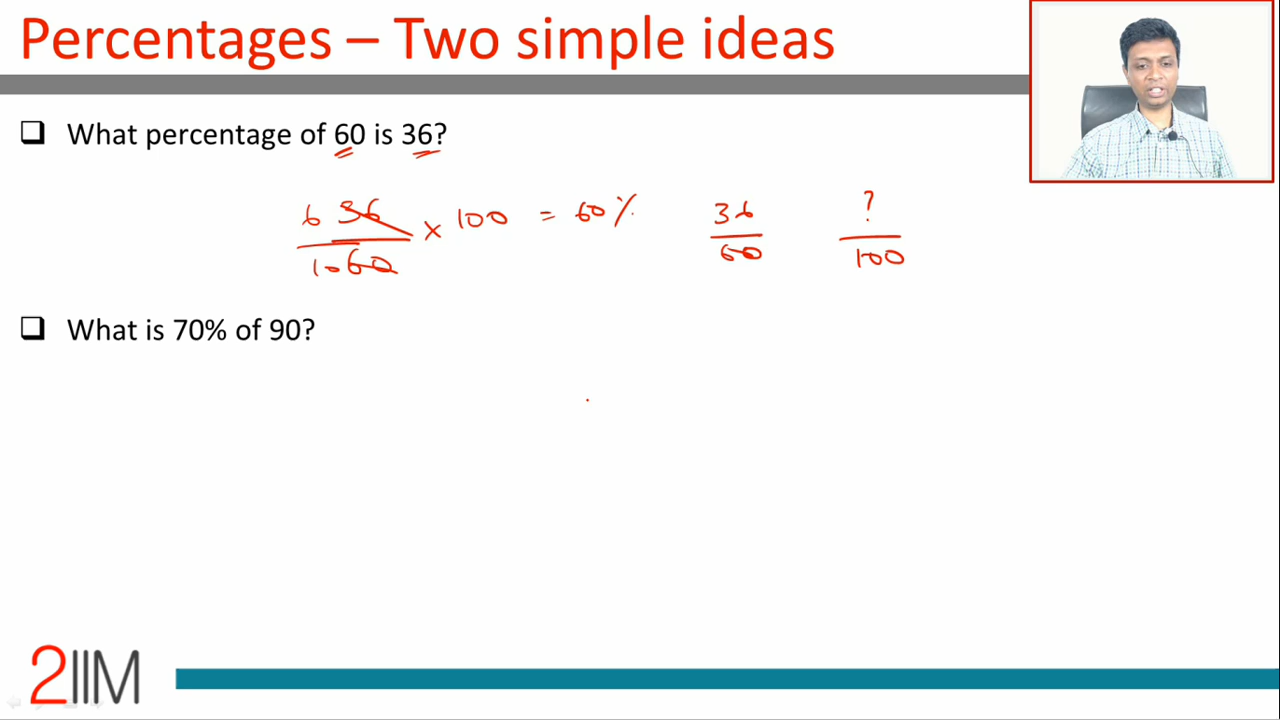 Percentages – Two simple ideas
❑ What percentage of 60 is 36?
6 36 × 100 = 60%
10 60
36 ?
60 100
❑ What is 70% of 90?
2IIM